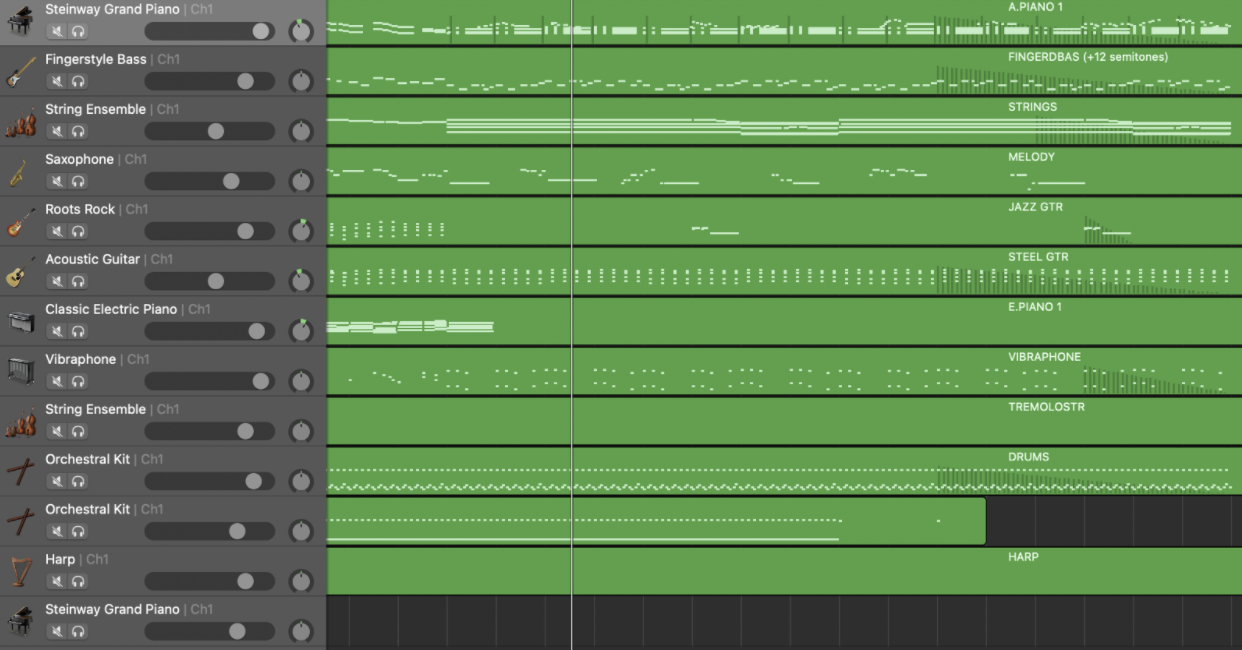 Steinway Grand Piano | Ch1
A.PIANO 1
Fingerstyle Bass | Ch1
FINGERDBAS (+12 semitones)
String Ensemble | Ch1
STRINGS
Saxophone | Ch1
MELODY
Roots Rock | Ch1
JAZZ GTR
Acoustic Guitar | Ch1
STEEL GTR
Classic Electric Piano | Ch1
E.PIANO 1
Vibraphone | Ch1
VIBRAPHONE
String Ensemble | Ch1
TREMOLOSTR
Orchestral Kit | Ch1
DRUMS
Orchestral Kit | Ch1
Harp | Ch1
HARP
Steinway Grand Piano | Ch1